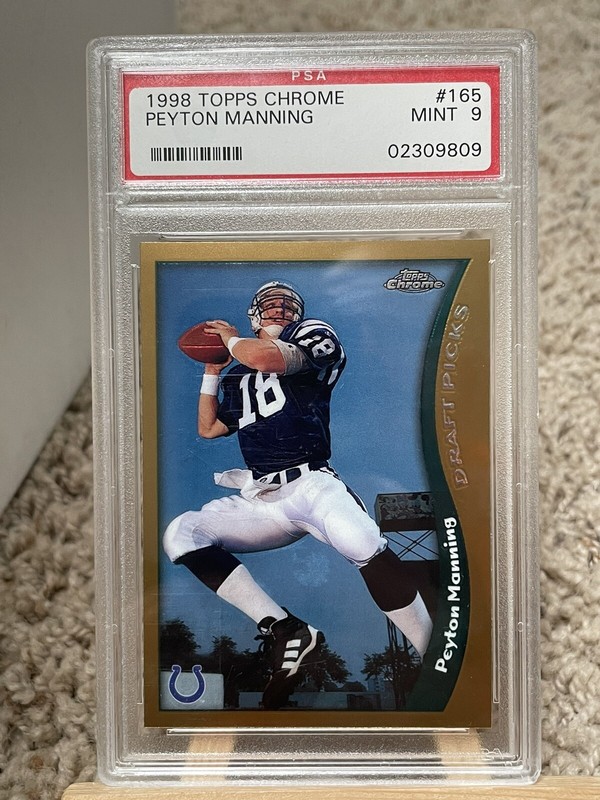 PSA
1998 TOPPS CHROME #165
PEYTON MANNING MINT 9
02309809
Topps
Chrome
DRAFT PICKS
18
18
Peyton Manning